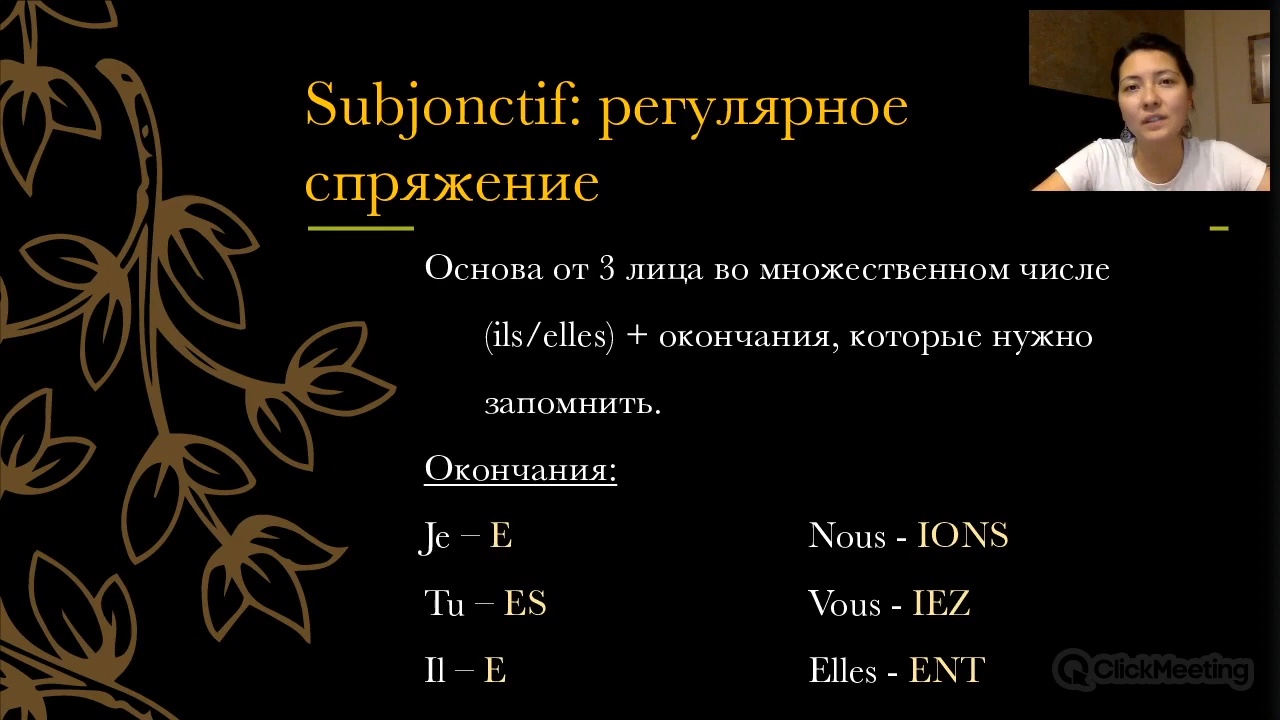 Subjonctif: регулярное
спряжение
Основа от 3 лица во множественном числе
(ils/elles) + окончания, которые нужно
запомнить.
Окончания:
Je – E
Nous - IONS
Tu – ES
Vous - IEZ
Il – E
Elles - ENT
ClickMeeting